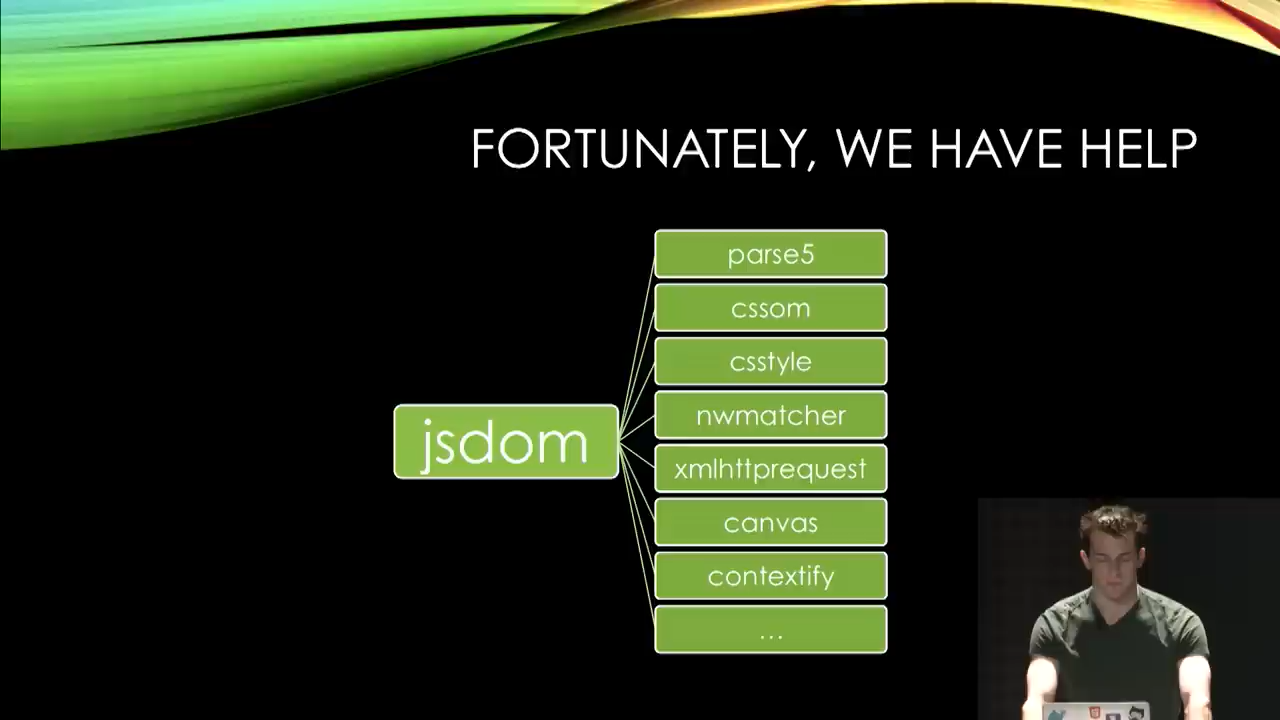 FORTUNATELY, WE HAVE HELP
jsdom
parse5
cssom
csstyle
nwmatcher
xmlhttprequest
canvas
contextify
...